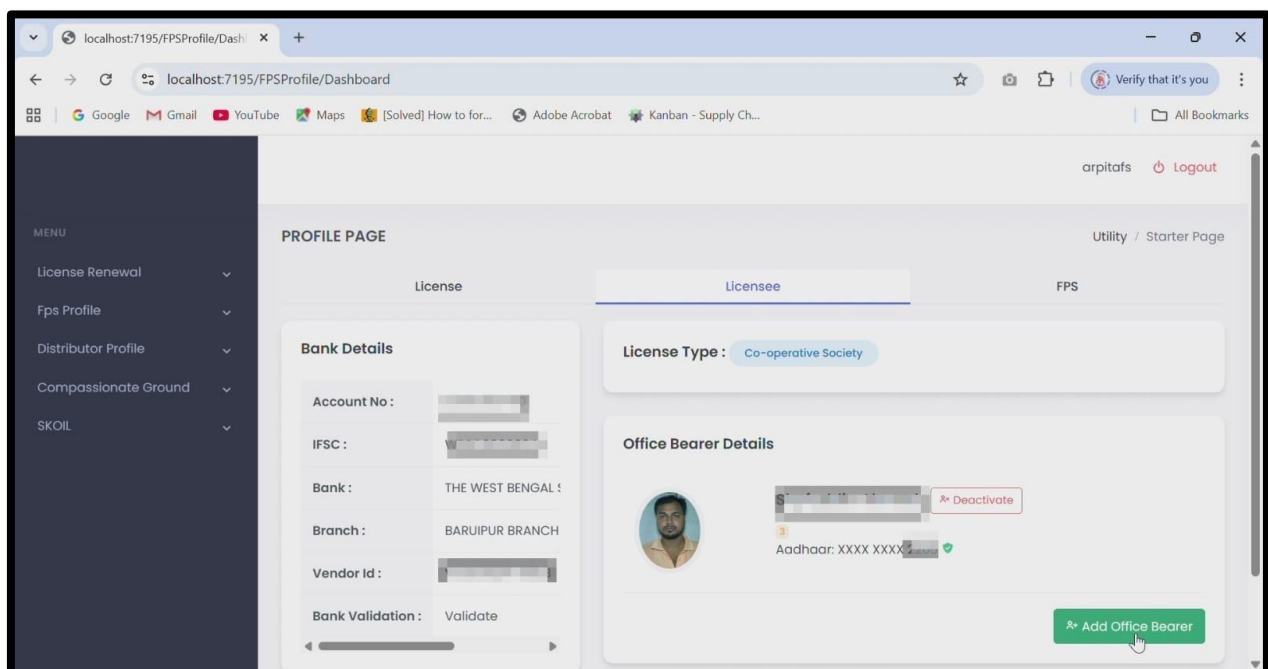 localhost:7195/FPSProfile/Dash
localhost:7195/FPSProfile/Dashboard
Verify that it's you
Google Gmail YouTube Maps [Solved] How to for... Adobe Acrobat Kanban - Supply Ch... All Bookmarks
arpitafs Logout
MENU
License Renewal
Fps Profile
Distributor Profile
Compassionate Ground
SKOIL
PROFILE PAGE
Utility / Starter Page
License Licensee FPS
Bank Details
Account No :
IFSC :
Bank : THE WEST BENGAL S
Branch : BARUIPUR BRANCH
Vendor Id :
Bank Validation : Validate
License Type : Co-operative Society
Office Bearer Details
Deactivate
3
Aadhaar: XXXX XXXX
Add Office Bearer